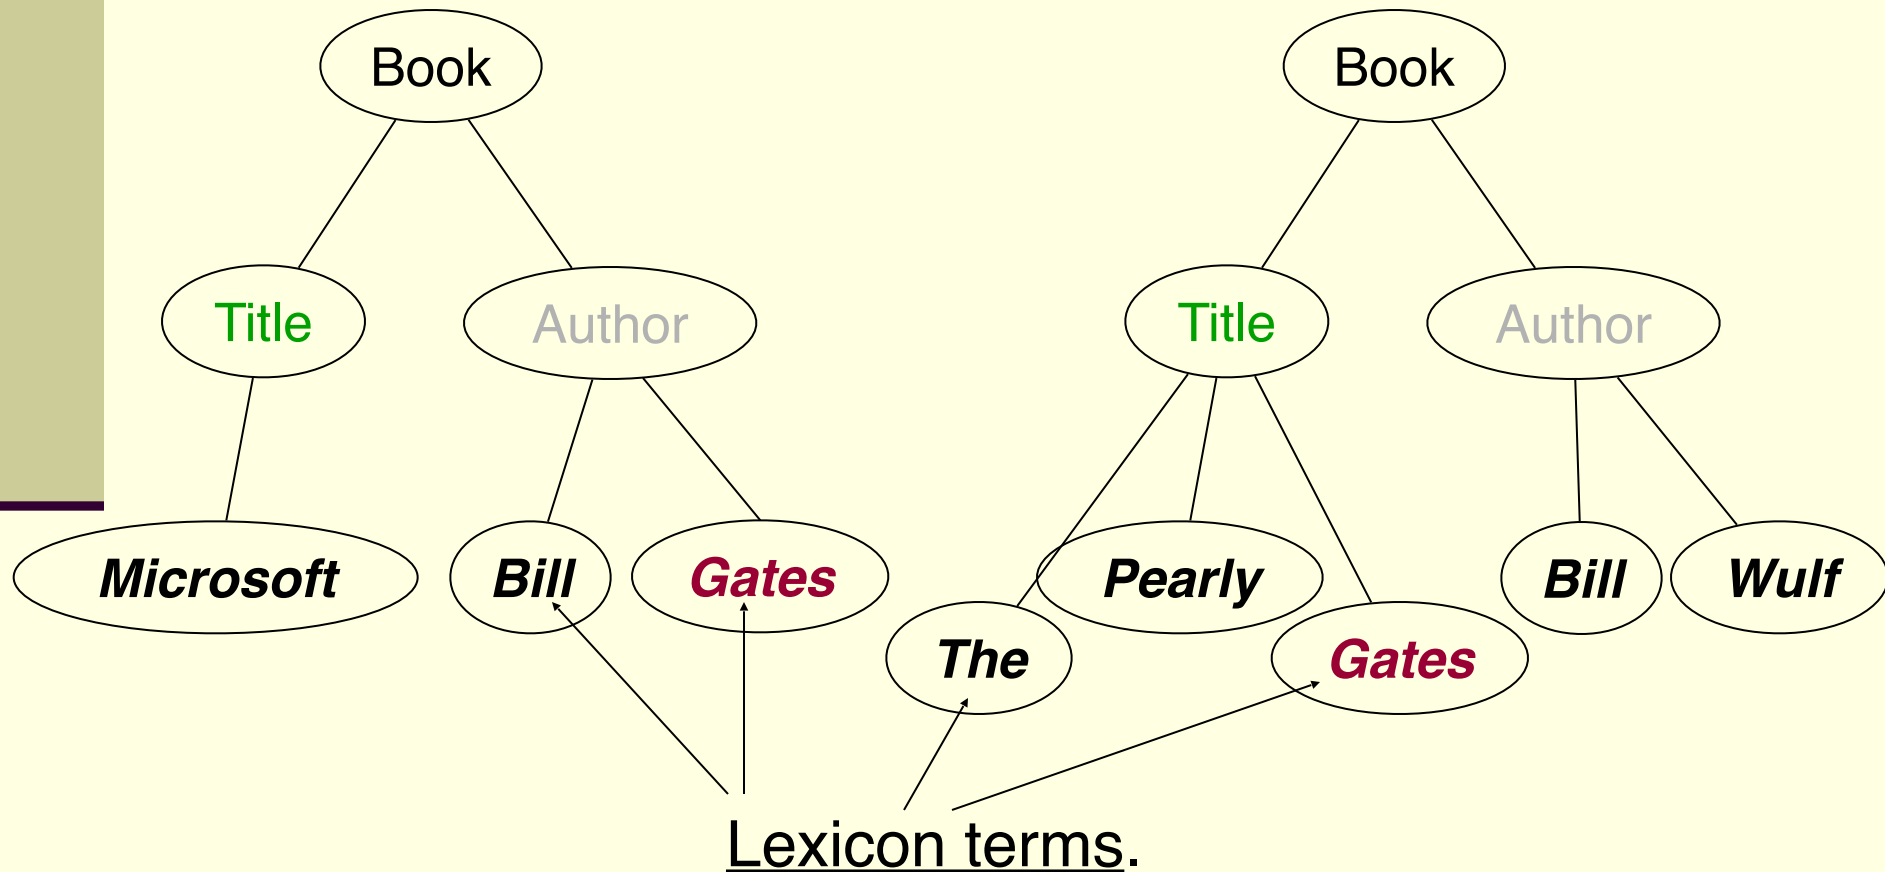 Book Book
Title Author Title Author
Microsoft Bill Gates Pearly Bill Wulf
The Gates
Lexicon terms.